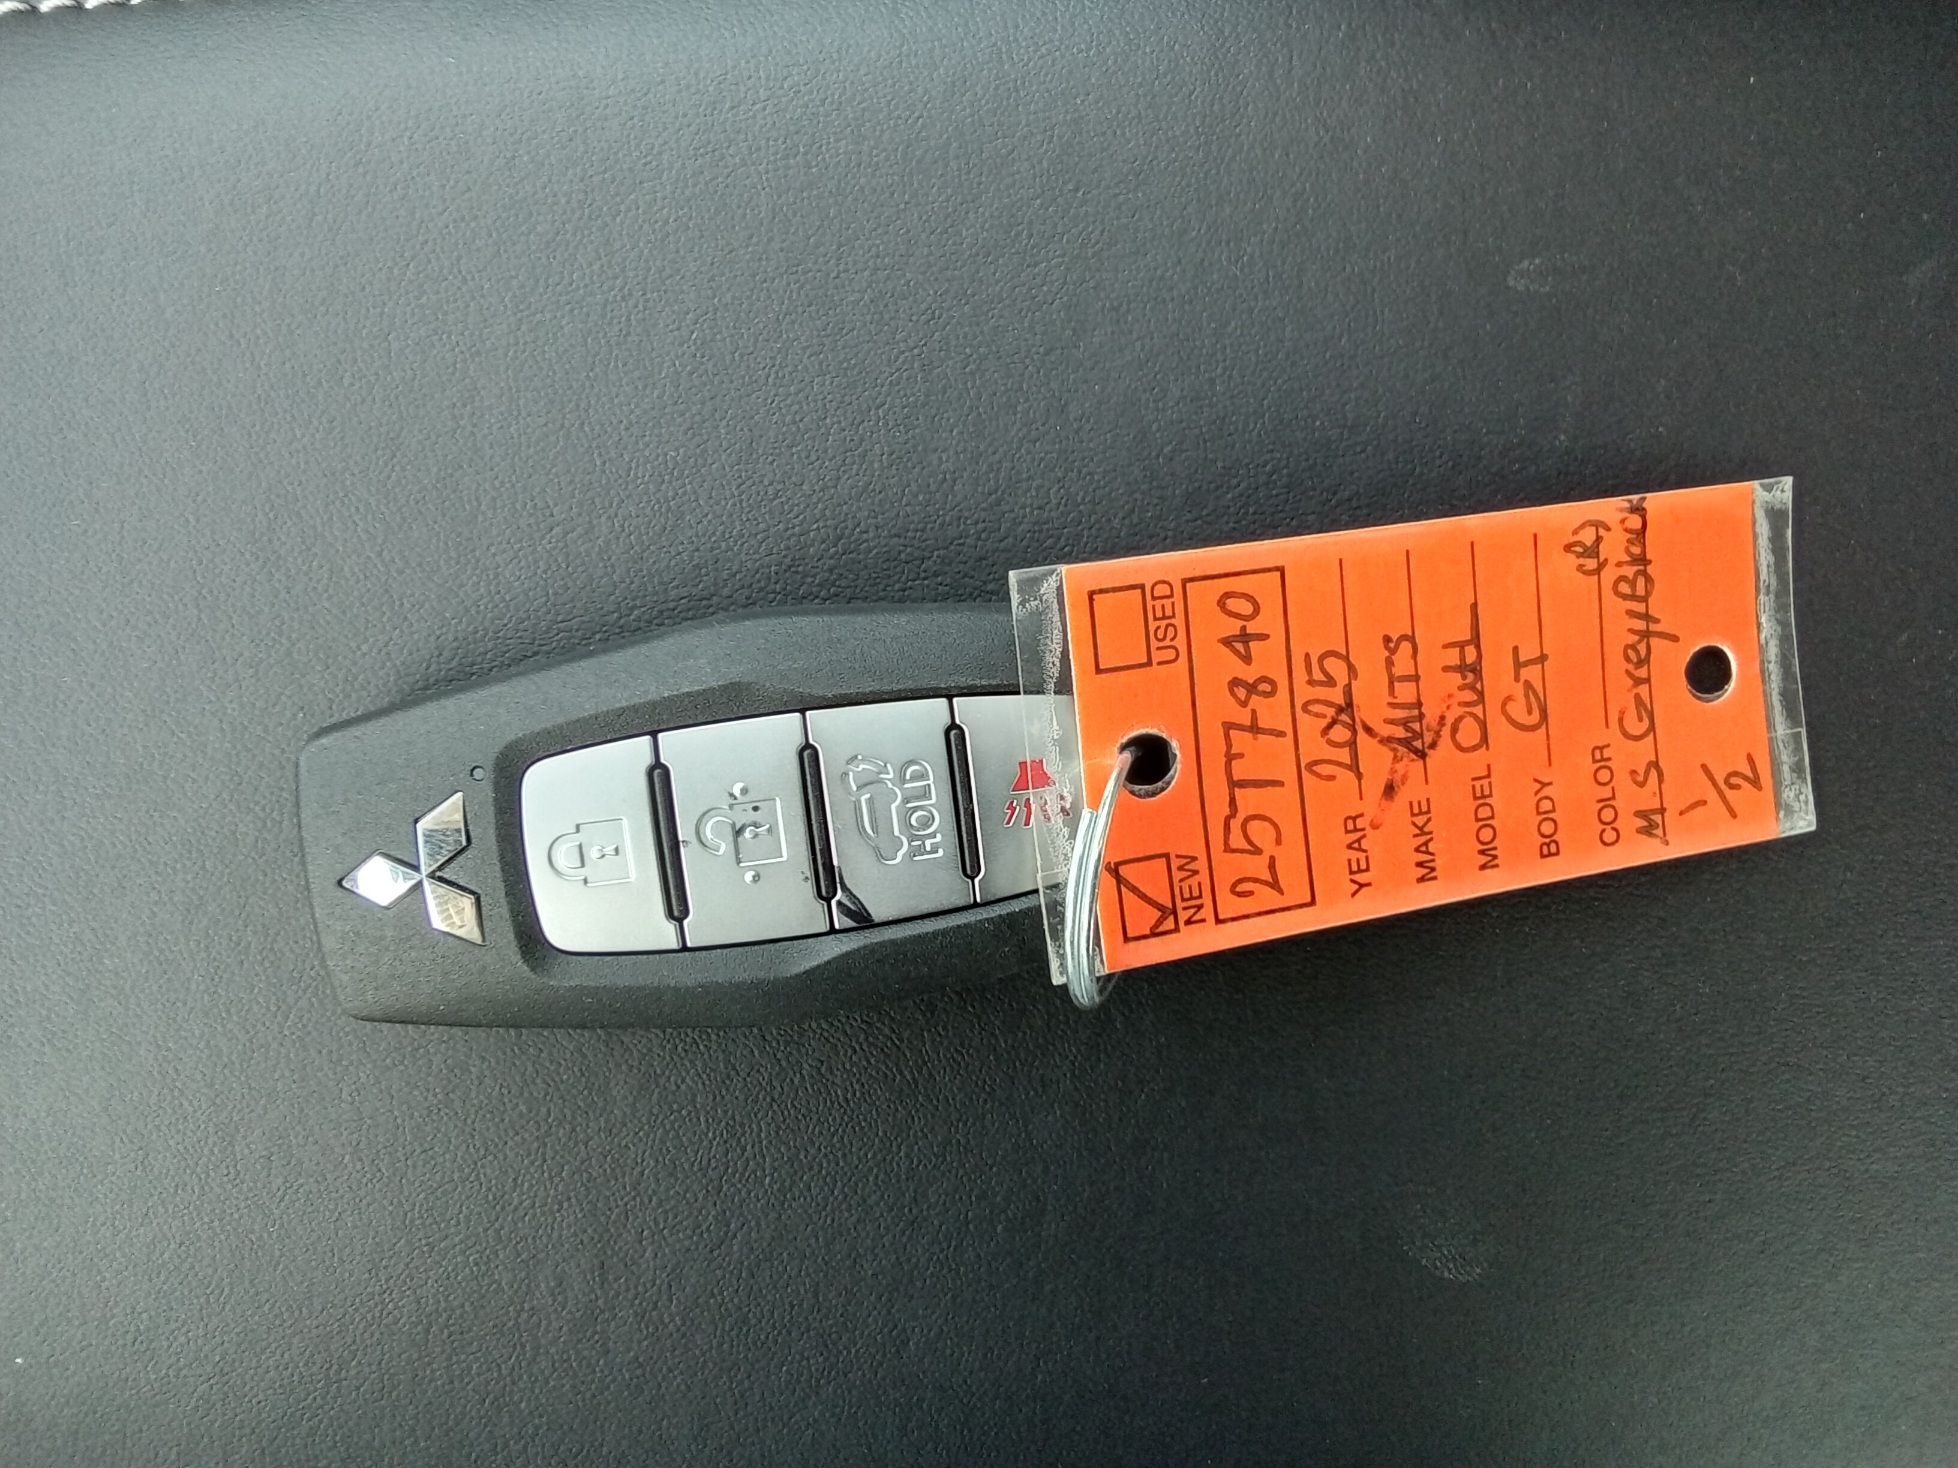 HOLD
NEW USED
25T7840
YEAR 2025
MAKE MITS
MODEL Outl
BODY GT
COLOR (R)
M.S Grey/Black
1/2